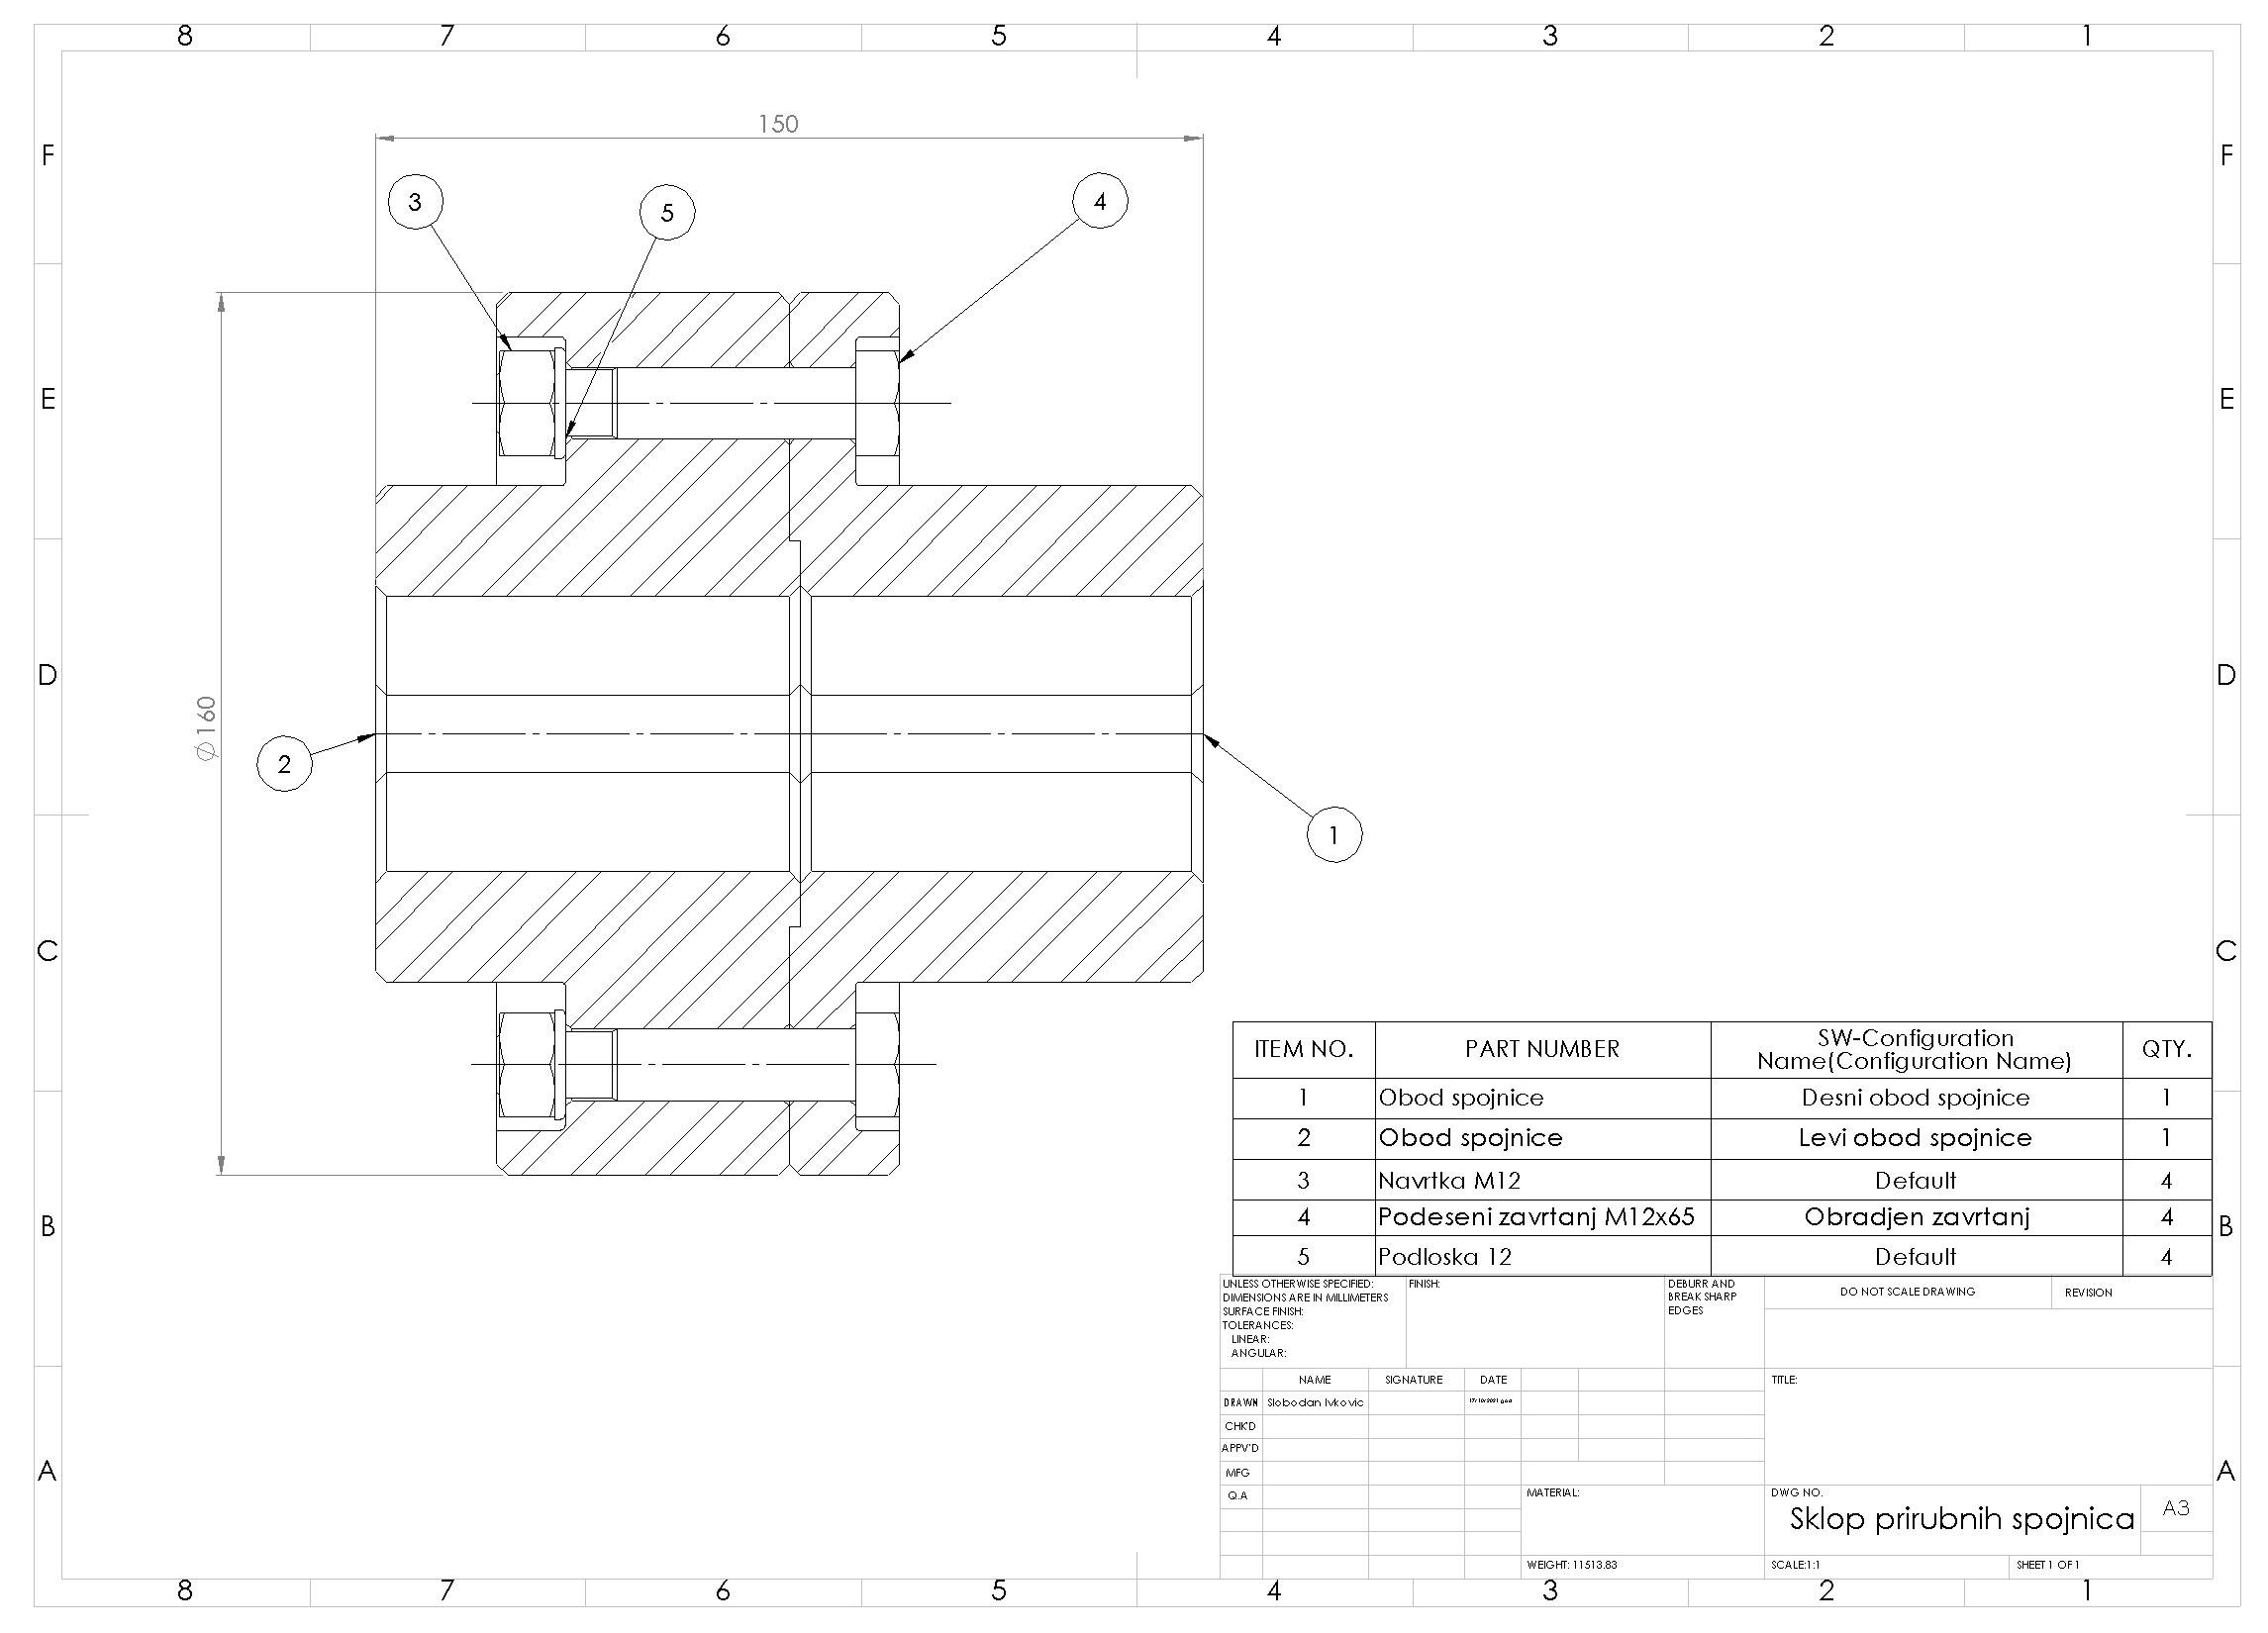 8 7 6 5 4 3 2 1
F F
E E
D D
C C
B B
A A
150
3
5
4
⌀160
2
1
ITEM NO. PART NUMBER SW-Configuration Name(Configuration Name) QTY.
1 Obod spojnice Desni obod spojnice 1
2 Obod spojnice Levi obod spojnice 1
3 Navrtka M12 Default 4
4 Podeseni zavrtanj M12x65 Obradjen zavrtanj 4
5 Podloska 12 Default 4
UNLESS OTHERWISE SPECIFIED:
DIMENSIONS ARE IN MILLIMETERS
SURFACE FINISH:
TOLERANCES:
LINEAR:
ANGULAR:
FINISH:
DEBURR AND
BREAK SHARP
EDGES
DO NOT SCALE DRAWING
REVISION
NAME SIGNATURE DATE
DRAWN Slobodan Ivkovic
CHK'D
APPV'D
MFG
Q.A
MATERIAL:
WEIGHT: 11513.83
TITLE:
DWG NO.
Sklop prirubnih spojnica
A3
SCALE:1:1
SHEET 1 OF 1
8 7 6 5 4 3 2 1